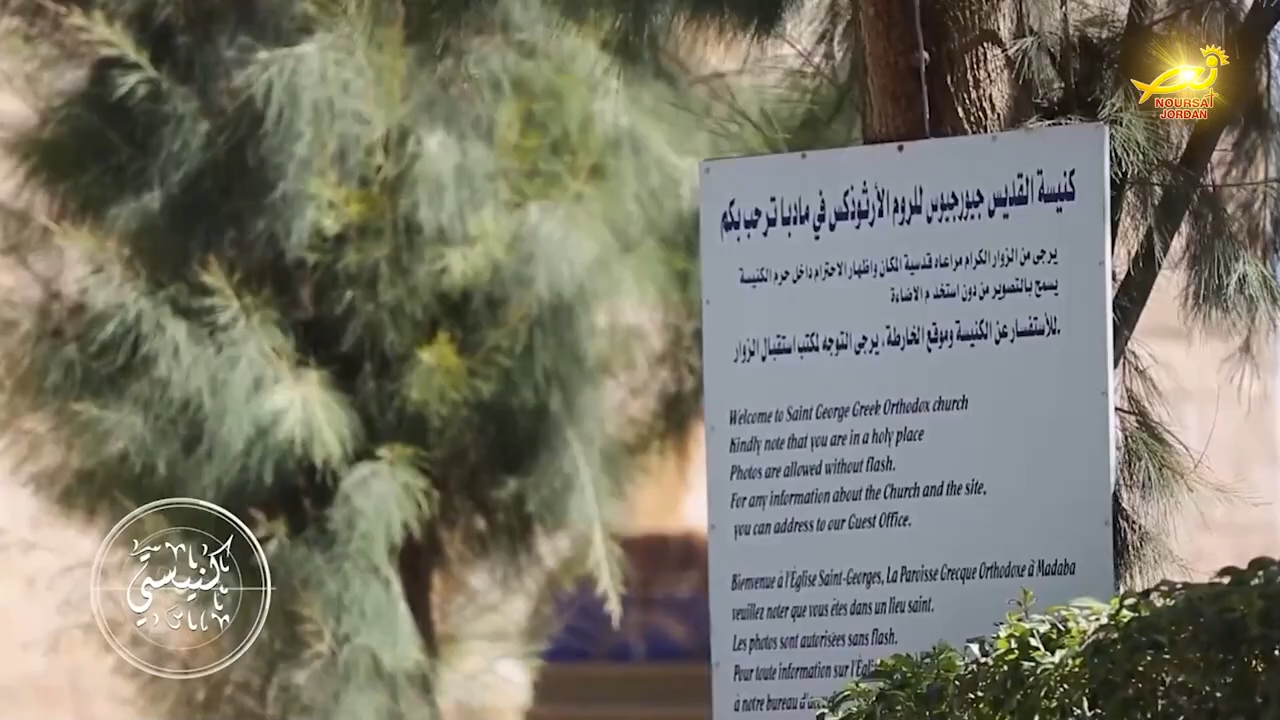 NOURSAT
JORDAN
كنيسة القديس جيورجيوس للروم الأرثوذكس في مادبا ترحب بكم
يرجى من الزوار الكرام مراعاه قدسية المكان واظهار الاحترام داخل حرم الكنيسة
يسمح بالتصوير من دون استخدم الاضاءة
للأستفسار عن الكنيسة وموقع الخارطة ، يرجى التوجه لمكتب استقبال الزوار.
Welcome to Saint George Greek Orthodox church
Kindly note that you are in a holy place
Photos are allowed without flash.
For any information about the Church and the site,
you can address to our Guest Office.
Bienvenue à l'Église Saint-Georges, La Paroisse Grecque Orthodoxe à Madaba
veuillez noter que vous êtes dans un lieu saint.
Les photos sont autorisées sans flash.
Pour toute information sur l'Égl
à notre bureau
كنيستي